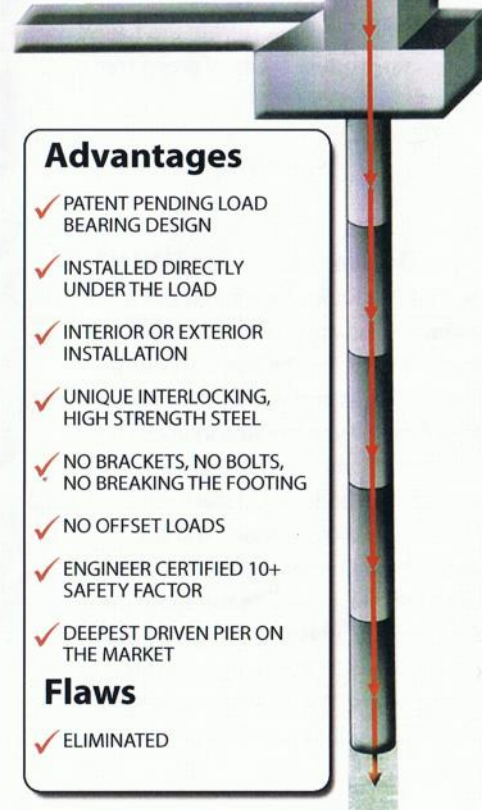 Advantages
PATENT PENDING LOAD
BEARING DESIGN
INSTALLED DIRECTLY
UNDER THE LOAD
INTERIOR OR EXTERIOR
INSTALLATION
UNIQUE INTERLOCKING,
HIGH STRENGTH STEEL
NO BRACKETS, NO BOLTS,
NO BREAKING THE FOOTING
NO OFFSET LOADS
ENGINEER CERTIFIED 10+
SAFETY FACTOR
DEEPEST DRIVEN PIER ON
THE MARKET
Flaws
ELIMINATED